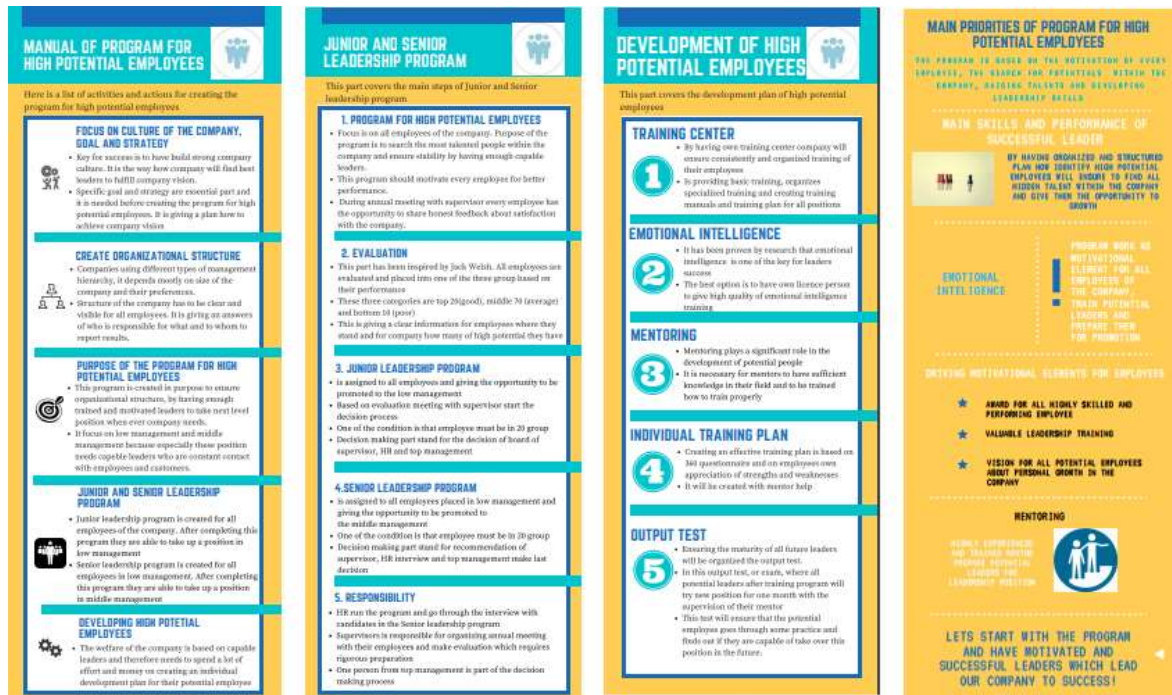 MANUAL OF PROGRAM FOR
HIGH POTENTIAL EMPLOYEES
Here is a list of activities and actions for creating the
program for high potential employees
FOCUS ON CULTURE OF THE COMPANY,
GOAL AND STRATEGY
• Key for success is to have build strong company
culture. It is the way how company will find best
leaders to fulfill company vision.
• Specific goal and strategy are essential part and
it is needed before creating the program for high
potential employees. It is giving a plan how to
achieve company vision
CREATE ORGANIZATIONAL STRUCTURE
• Companies using different types of management
hierarchy, it depends mostly on size of the
company and their preferences.
• Structure of the company has to be clear and
visible for all employees. It is giving an answers
of who is responsible for what and to whom to
report results.
PURPOSE OF THE PROGRAM FOR HIGH
POTENTIAL EMPLOYEES
• This program is created in purpose to ensure
organizational structure, by having enough
trained and motivated leaders to take next level
position when ever company needs.
• It focus on low management and middle
management because especially these position
needs capable leaders who are constant contact
with employees and customers.
JUNIOR AND SENIOR LEADERSHIP
PROGRAM
• Junior leadership program is created for all
employees of the company. After completing this
program they are able to take up a position in
low management
• Senior leadership program is created for all
employees in low management. After completing
this program they are able to take up a position
in middle management
DEVELOPING HIGH POTETIAL
EMPLOYEES
• The welfare of the company is based on capable
leaders and therefore needs to spend a lot of
effort and money on creating an individual
development plan for their potential employee
JUNIOR AND SENIOR
LEADERSHIP PROGRAM
This part covers the main steps of Junior and Senior
leadership program
1. PROGRAM FOR HIGH POTENTIAL EMPLOYEES
• Focus is on all employees of the company. Purpose of the
program is to search the most talented people within the
company and ensure stability by having enough capable
leaders.
• This program should motivate every employee for better
performance.
• During annual meeting with supervisor every employee has
the opportunity to share honest feedback about satisfaction
with the company.
2. EVALUATION
• This part has been inspired by Jack Welsh. All employees are
evaluated and placed into one of the three group based on
their performance
• These three categories are top 20(good), middle 70 (average)
and bottom 10 (poor)
• This is giving a clear information for employees where they
stand and for company how many of high potential they have
3. JUNIOR LEADERSHIP PROGRAM
• is assigned to all employees and giving the opportunity to be
promoted to the low management
• Based on evaluation meeting with supervisor start the
decision process
• One of the condition is that employee must be in 20 group
• Decision making part stand for the decision of board of
supervisor, HR and top management
4.SENIOR LEADERSHIP PROGRAM
• is assigned to all employees placed in low management and
giving the opportunity to be promoted to
the middle management
• One of the condition is that employee must be in 20 group
• Decision making part stand for recommendation of
supervisor, HR interview and top management make last
decision
5. RESPONSIBILITY
• HR run the program and go through the interview with
candidates in the Senior leadership program
• Supervisors is responsible for organizing annual meeting
with their employees and make evaluation which requires
rigorous preparation
• One person from top management is part of the decision
making process
DEVELOPMENT OF HIGH
POTENTIAL EMPLOYEES
This part covers the development plan of high potential
employees
TRAINING CENTER
1
• By having own training center company will
ensure consistently and organised training of
their employees
• Is providing basic training, organizes
specialized training and creating training
manuals and training plan for all positions
EMOTIONAL INTELLIGENCE
2
• It has been proven by research that emotional
intelligence is one of the key for leaders
success
• The best option is to have own licence person
to give high quality of emotional intelligence
training
MENTORING
3
• Mentoring plays a significant role in the
development of potential people
• It is necessary for mentors to have sufficient
knowledge in their field and to be trained
how to train properly
INDIVIDUAL TRAINING PLAN
4
• Creating an effective training plan is based on
360 questionnaire and on employees own
appreciation of strengths and weaknesses
• It will be created with mentor help
OUTPUT TEST
5
• Ensuring the maturity of all future leaders
will be organized the output test.
• In this output test, or exam, where all
potential leaders after training program will
try new position for one month with the
supervision of their mentor
• This test will ensure that the potential
employee goes through some practice and
finds out if they are capable of take over this
position in the future.
MAIN PRIORITIES OF PROGRAM FOR HIGH
POTENTIAL EMPLOYEES
THE PROGRAM IS BASED ON THE MOTIVATION OF EVERY
EMPLOYEE, THE SEARCH FOR POTENTIALS WITHIN THE
COMPANY, RAISING TALENTS AND DEVELOPING
LEADERSHIP
MAIN SKILLS AND PERFORMANCE OF
SUCCESSFUL LEADER
BY HAVING ORGANIZED AND STRUCTURED
PLAN HOW IDENTIFY HIGH POTENTIAL
EMPLOYEES WILL ENSURE TO FIND ALL
HIDDEN TALENT WITHIN THE COMPANY
AND GIVE THEM THE OPPORTUNITY TO
GROWTH
EMOTIONAL
INTELIGENCE
!
PROGRAM WORK AS
MOTIVATIONAL
ELEMENT FOR ALL
EMPLOYEES OF
THE COMPANY,
TRAIN POTENTIAL
LEADERS AND
PREPARE THEM
FOR PROMOTION
DRIVING MOTIVATIONAL ELEMENTS FOR EMPLOYEES
AWARD FOR ALL HIGHLY SKILLED AND
PERFORMING EMPLOYEE
VALUABLE LEADERSHIP TRAINING
VISION FOR ALL POTENTIAL EMPLOYEES
ABOUT PERSONAL GROWTH IN THE
COMPANY
MENTORING
HIGHLY EXPERIENCED
AND TRAINED MENTOR
PREPARE POTENTIAL
LEADERS FOR
LEADERSHIP POSITION
LETS START WITH THE PROGRAM
AND HAVE MOTIVATED AND
SUCCESSFUL LEADERS WHICH LEAD
OUR COMPANY TO SUCCESS!